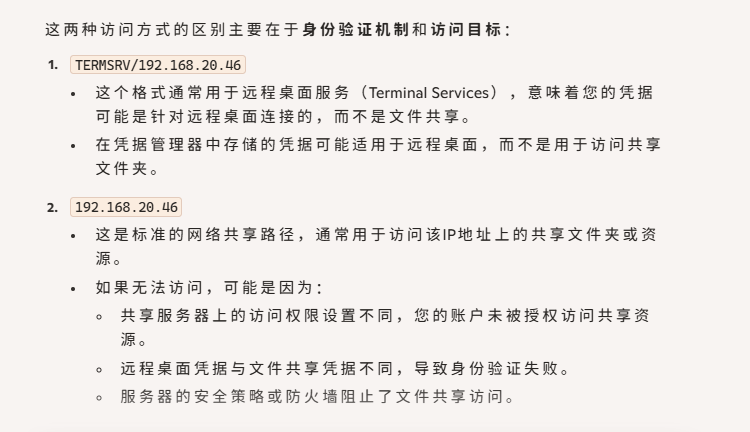 这两种访问方式的区别主要在于身份验证机制和访问目标：
1. TERMSRV/192.168.20.46
• 这个格式通常用于远程桌面服务（Terminal Services），意味着您的凭据
可能是针对远程桌面连接的，而不是文件共享。
• 在凭据管理器中存储的凭据可能适用于远程桌面，而不是用于访问共享
文件夹。
2. 192.168.20.46
• 这是标准的网络共享路径，通常用于访问该IP地址上的共享文件夹或资
源。
• 如果无法访问，可能是因为：
◦ 共享服务器上的访问权限设置不同，您的账户未被授权访问共享资
源。
◦ 远程桌面凭据与文件共享凭据不同，导致身份验证失败。
◦ 服务器的安全策略或防火墙阻止了文件共享访问。